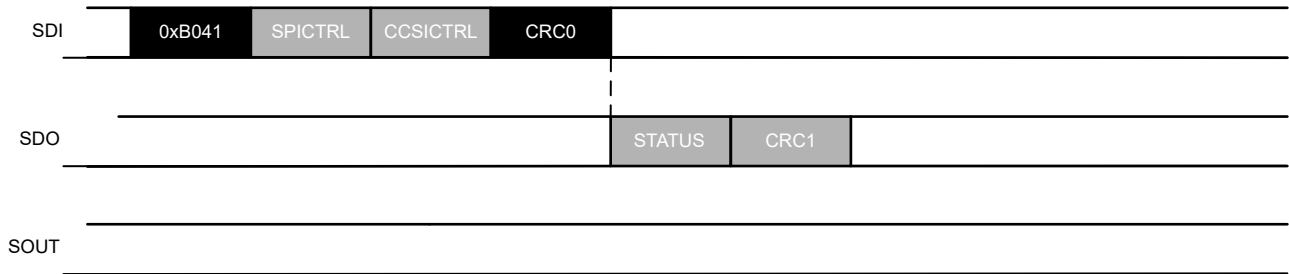 SDI 0xB041 SPICTRL CCSICTRL CRC0
SDO STATUS CRC1
SOUT